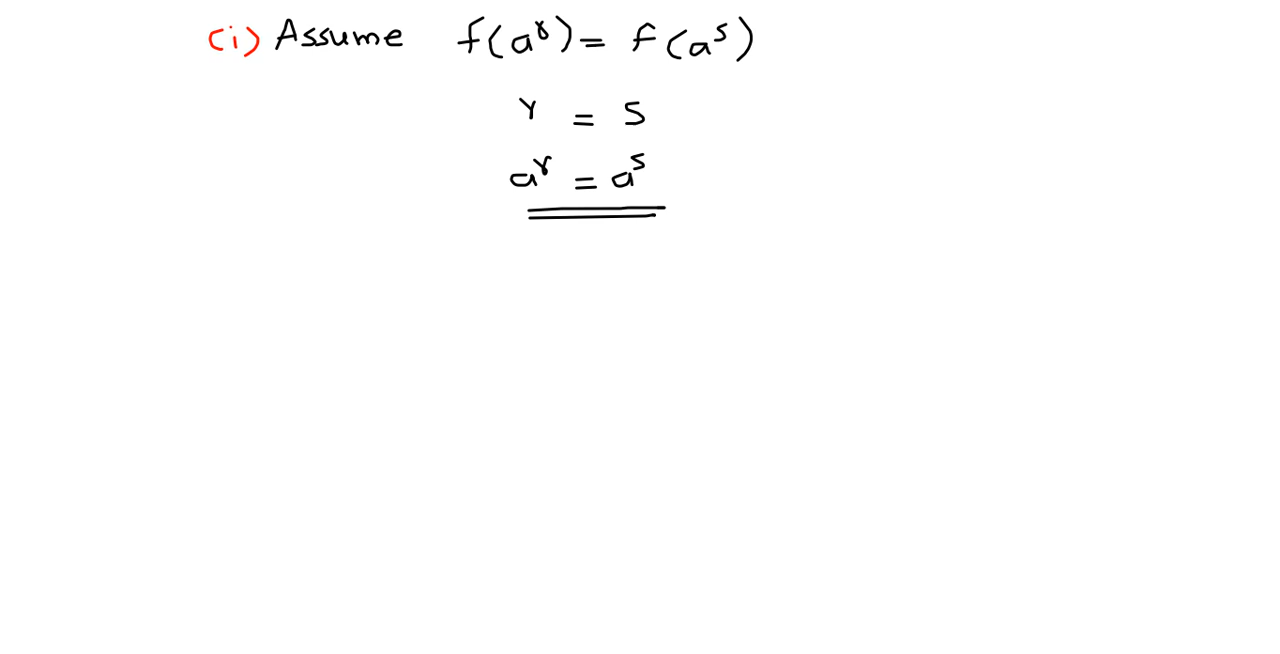 (i) Assume f(a^r) = f(a^s)
r = s
a^r = a^s